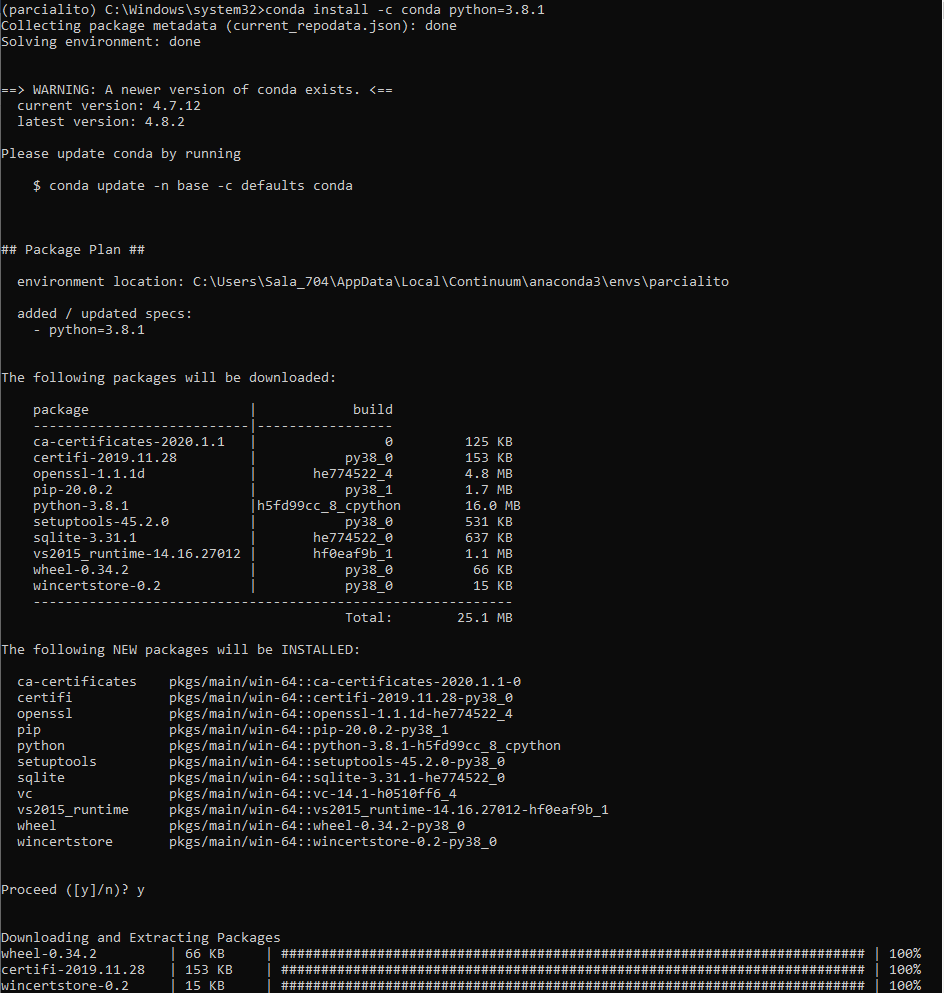 (parcialito) C:\Windows\system32>conda install -c conda python=3.8.1
Collecting package metadata (current_repodata.json): done
Solving environment: done
==> WARNING: A newer version of conda exists. <==
  current version: 4.7.12
  latest version: 4.8.2
Please update conda by running
    $ conda update -n base -c defaults conda
## Package Plan ##
  environment location: C:\Users\Sala_704\AppData\Local\Continuum\anaconda3\envs\parcialito
  added / updated specs:
    - python=3.8.1
The following packages will be downloaded:
    package                    |            build
    ---------------------------|-----------------
    ca-certificates-2020.1.1   |                0         125 KB
    certifi-2019.11.28         |           py38_0         153 KB
    openssl-1.1.1d             |       he774522_4         4.8 MB
    pip-20.0.2                 |           py38_1         1.7 MB
    python-3.8.1               |h5fd99cc_8_cpython        16.0 MB
    setuptools-45.2.0          |           py38_0         531 KB
    sqlite-3.31.1              |       he774522_0         637 KB
    vs2015_runtime-14.16.27012 |       hf0eaf9b_1         1.1 MB
    wheel-0.34.2               |           py38_0          66 KB
    wincertstore-0.2           |           py38_0          15 KB
    ------------------------------------------------------------
                                           Total:        25.1 MB
The following NEW packages will be INSTALLED:
  ca-certificates    pkgs/main/win-64::ca-certificates-2020.1.1-0
  certifi            pkgs/main/win-64::certifi-2019.11.28-py38_0
  openssl            pkgs/main/win-64::openssl-1.1.1d-he774522_4
  pip                pkgs/main/win-64::pip-20.0.2-py38_1
  python             pkgs/main/win-64::python-3.8.1-h5fd99cc_8_cpython
  setuptools         pkgs/main/win-64::setuptools-45.2.0-py38_0
  sqlite             pkgs/main/win-64::sqlite-3.31.1-he774522_0
  vc                 pkgs/main/win-64::vc-14.1-h0510ff6_4
  vs2015_runtime     pkgs/main/win-64::vs2015_runtime-14.16.27012-hf0eaf9b_1
  wheel              pkgs/main/win-64::wheel-0.34.2-py38_0
  wincertstore       pkgs/main/win-64::wincertstore-0.2-py38_0
Proceed ([y]/n)? y
Downloading and Extracting Packages
wheel-0.34.2         | 66 KB     | ######################################################################### | 100%
certifi-2019.11.28   | 153 KB    | ######################################################################### | 100%
wincertstore-0.2     | 15 KB     | ######################################################################### | 100%